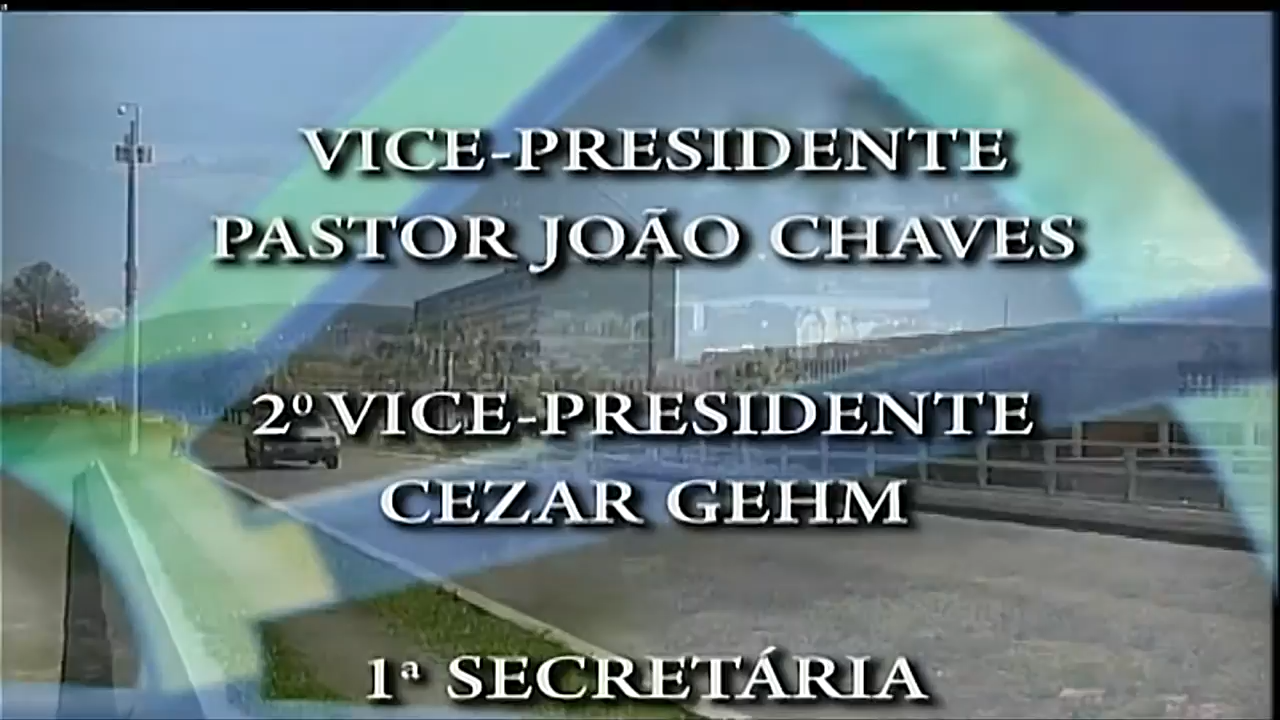 VICE-PRESIDENTE
PASTOR JOÃO CHAVES
2º VICE-PRESIDENTE
CEZAR GEHM
1ª SECRETÁRIA